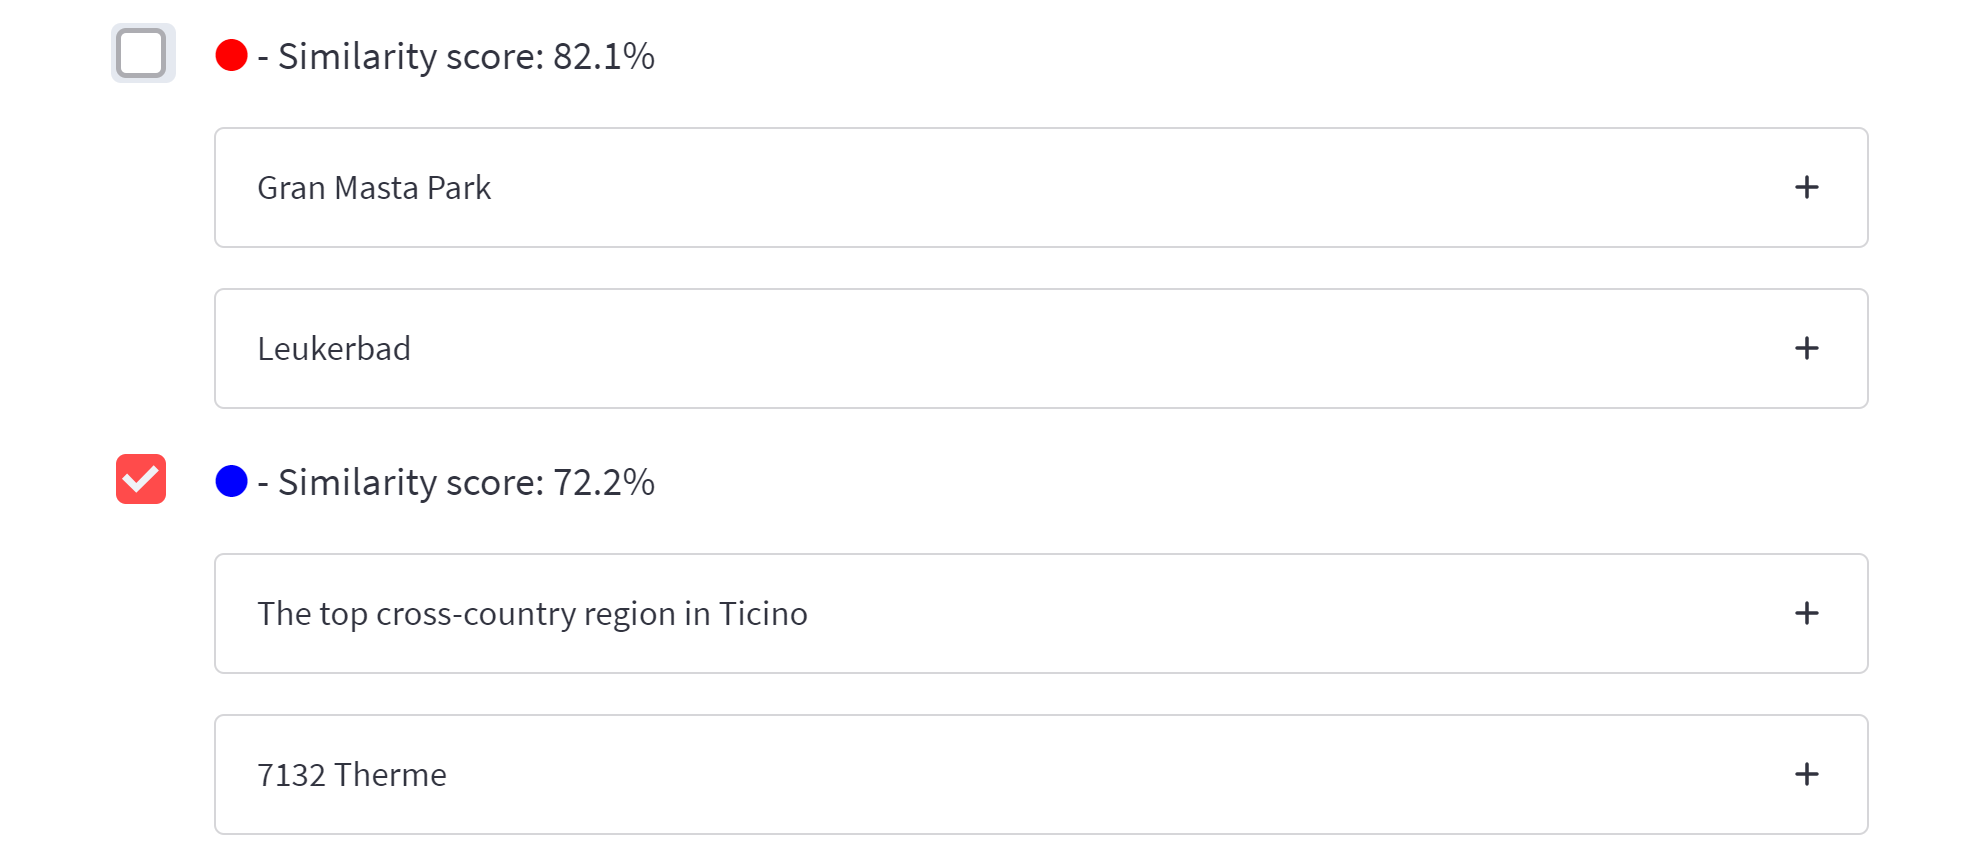 - Similarity score: 82.1%
Gran Masta Park
Leukerbad
- Similarity score: 72.2%
The top cross-country region in Ticino
7132 Therme